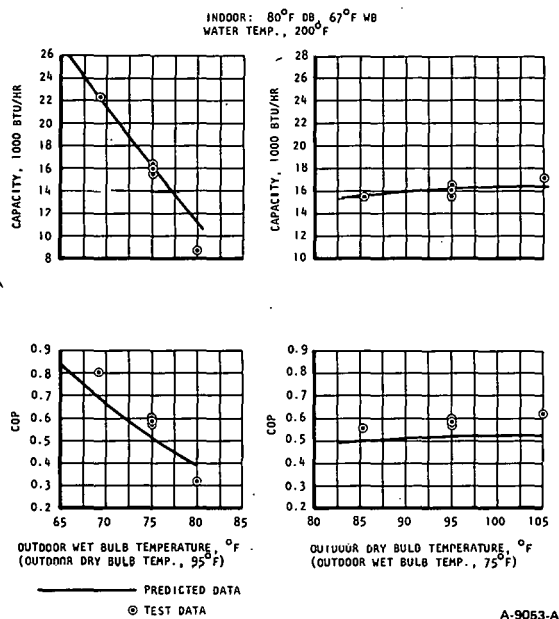 INDOOR: 80°F DB, 67°F WB
WATER TEMP., 200°F
CAPACITY, 1000 BTU/HR
26
24
22
20
18
16
14
12
10
8
CAPACITY, 1000 BTU/HR
28
26
24
22
20
18
16
14
12
10
COP
0.9
0.8
0.7
0.6
0.5
0.4
0.3
0.2
65 70 75 80 85
OUTDOOR WET BULB TEMPERATURE, °F
(OUTDOOR DRY BULB TEMP., 95°F)
COP
0.9
0.8
0.7
0.6
0.5
0.4
0.3
0.2
80 85 90 95 100 105
OUTDOOR DRY BULB TEMPERATURE, °F
(OUTDOOR WET BULB TEMP., 75°F)
PREDICTED DATA
TEST DATA
A-9053-A